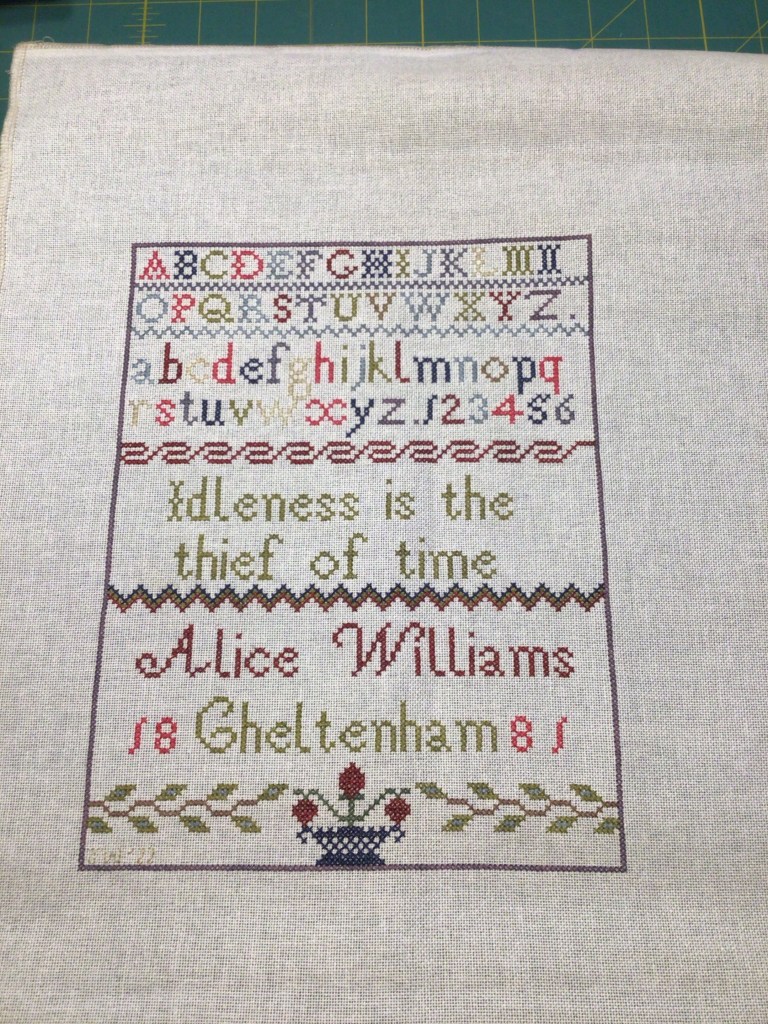 ABCDEFGHIJKLMN
OPQRSTUVWXYZ.
abcdefghijklmnopq
rstuvwxyz.123456
Idleness is the
thief of time
Alice Williams
18 Cheltenham 81